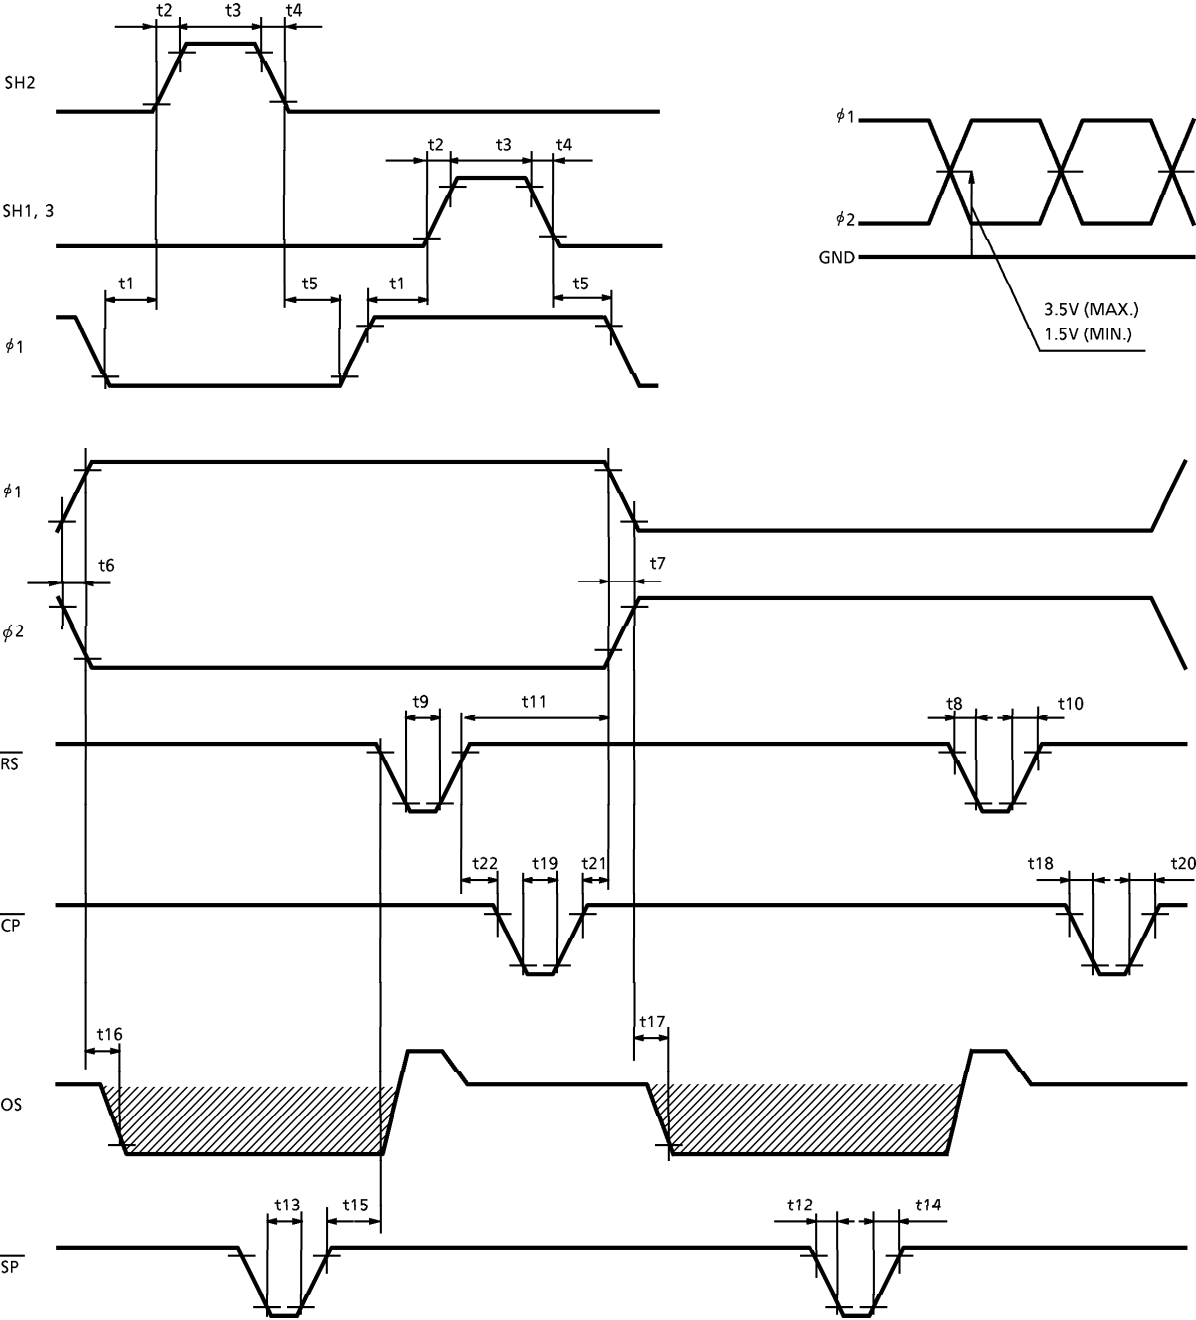 t2 t3 t4
SH2
t2 t3 t4
SH1, 3
t1 t5 t1 t5
ϕ1
ϕ1
ϕ2
GND
3.5V (MAX.)
1.5V (MIN.)
ϕ1
t6 t7
ϕ2
t9 t11 t8 t10
RS
t22 t19 t21 t18 t20
CP
t16 t17
OS
t13 t15 t12 t14
SP